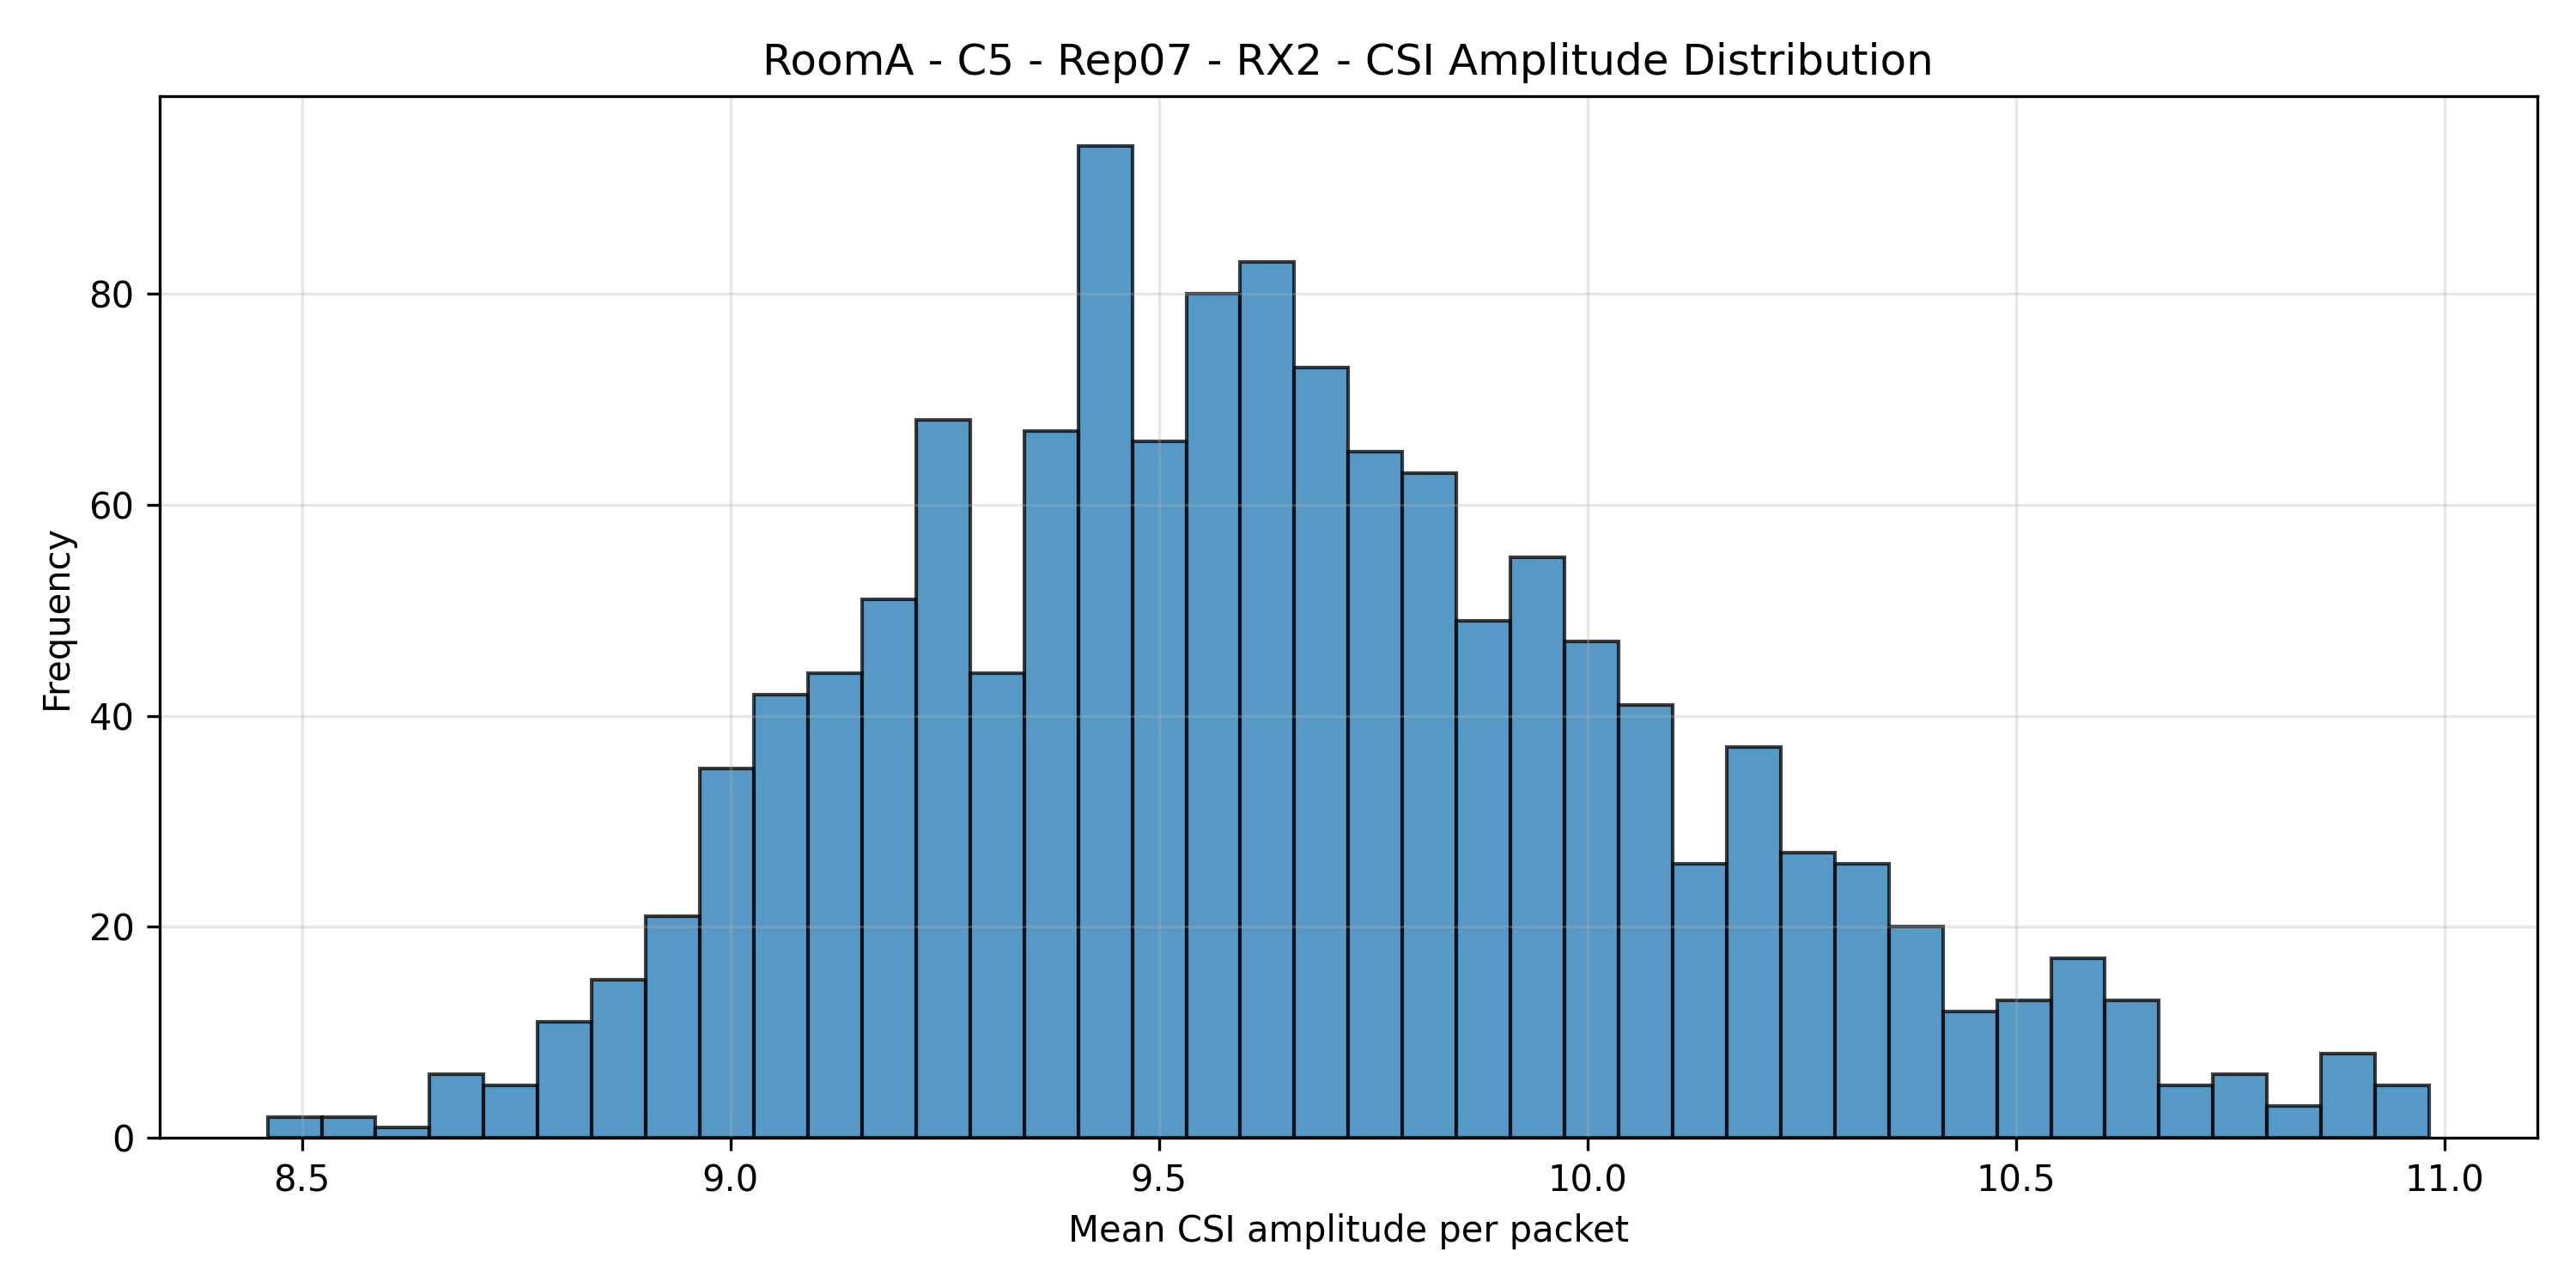 RoomA - C5 - Rep07 - RX2 - CSI Amplitude Distribution
Frequency
80
60
40
20
0
8.5 9.0 9.5 10.0 10.5 11.0
Mean CSI amplitude per packet